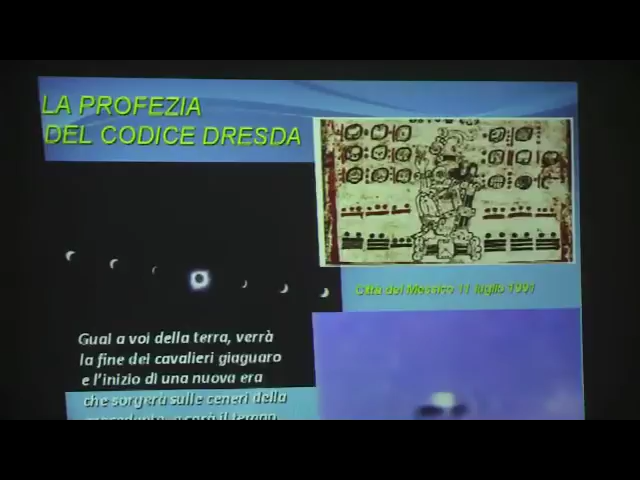 LA PROFEZIA
DEL CODICE DRESDA
Città del Messico 11 luglio 1991
Guai a voi della terra, verrà
la fine dei cavalieri giaguaro
e l'inizio di una nuova era
che sorgerà sulle ceneri della